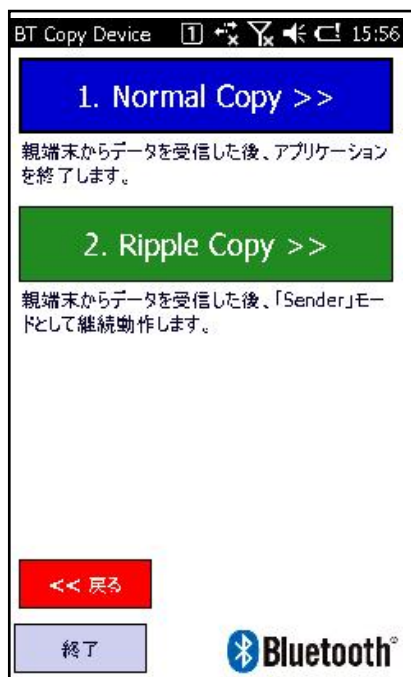 BT Copy Device 1 15:56
1. Normal Copy >>
親端末からデータを受信した後、アプリケーション
を終了します。
2. Ripple Copy >>
親端末からデータを受信した後、「Sender」モー
ドとして継続動作します。
<< 戻る
終了
Bluetooth®